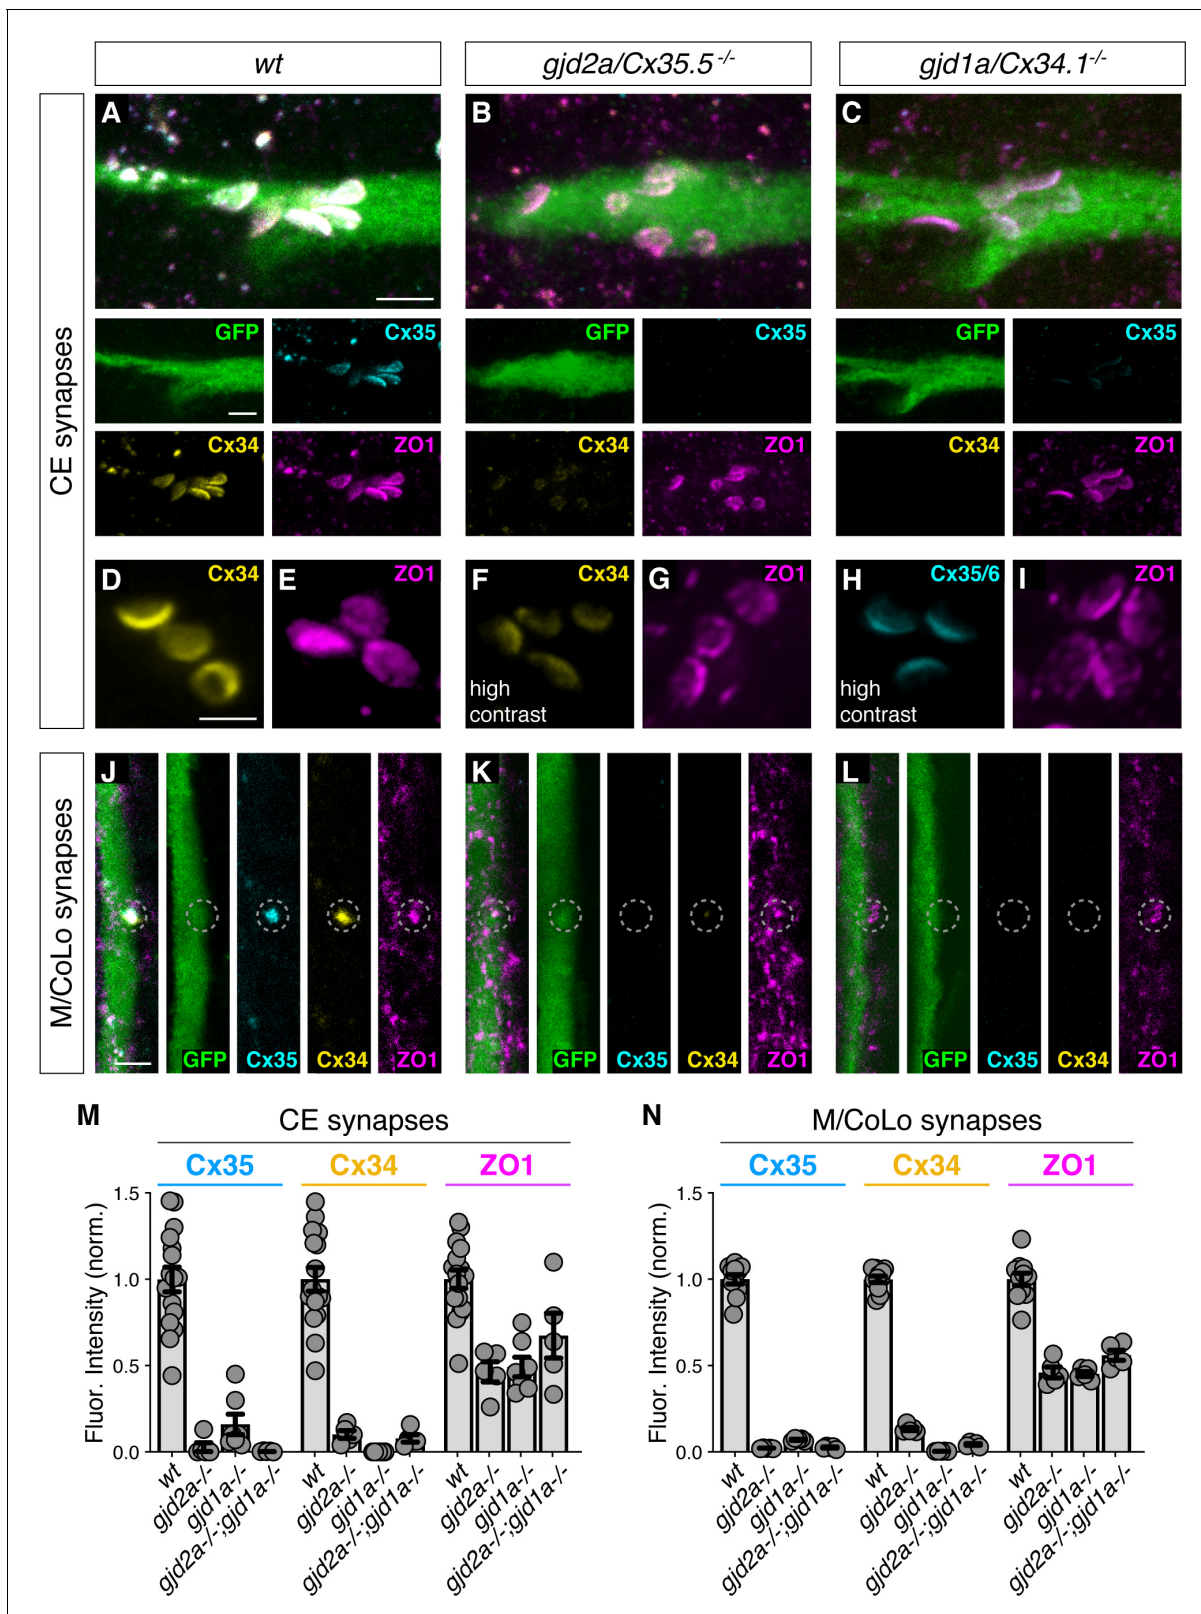 wt
gjd2a/Cx35.5-/-
gjd1a/Cx34.1-/-
CE synapses
A
B
C
GFP
Cx35
GFP
Cx35
GFP
Cx35
Cx34
ZO1
Cx34
ZO1
Cx34
ZO1
D
Cx34
E
ZO1
F
Cx34
high
contrast
G
ZO1
H
Cx35/6
high
contrast
I
ZO1
M/CoLo synapses
J
GFP
Cx35
Cx34
ZO1
K
GFP
Cx35
Cx34
ZO1
L
GFP
Cx35
Cx34
ZO1
M
CE synapses
Cx35
Cx34
ZO1
Fluor. Intensity (norm.)
1.5
1.0
0.5
0.0
wt
gjd2a-/-
gjd1a-/-
gjd2a-/-;gjd1a-/-
wt
gjd2a-/-
gjd1a-/-
gjd2a-/-;gjd1a-/-
wt
gjd2a-/-
gjd1a-/-
gjd2a-/-;gjd1a-/-
N
M/CoLo synapses
Cx35
Cx34
ZO1
Fluor. Intensity (norm.)
1.5
1.0
0.5
0.0
wt
gjd2a-/-
gjd1a-/-
gjd2a-/-;gjd1a-/-
wt
gjd2a-/-
gjd1a-/-
gjd2a-/-;gjd1a-/-
wt
gjd2a-/-
gjd1a-/-
gjd2a-/-;gjd1a-/-